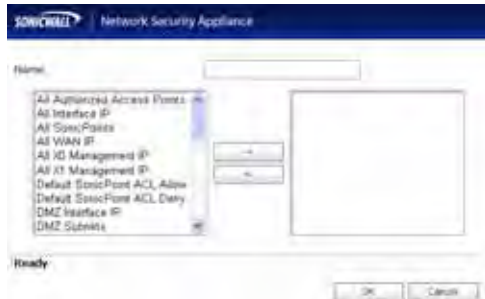 SONICWALL | Network Security Appliance
Name:
All Authorized Access Points
All Interface IP
All SonicPoints
All WAN IP
All X0 Management IP
All X1 Management IP
Default SonicPoint ACL Allow
Default SonicPoint ACL Deny
DMZ Interface IP
DMZ Subnets
->
<-
Ready
OK Cancel